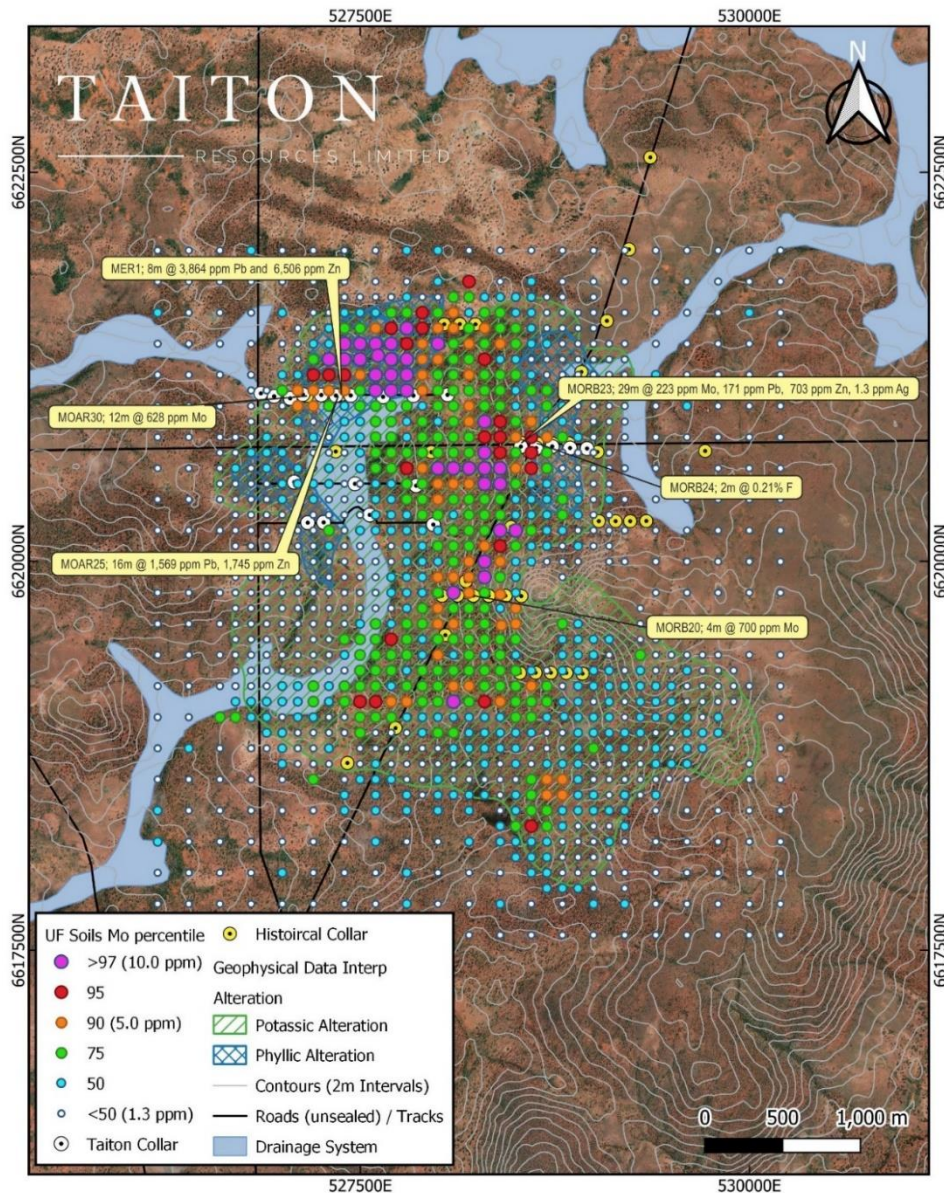 527500E
530000E
TAITON
RESOURCES LIMITED
N
6622500N
6622500N
MER1; 8m @ 3,864 ppm Pb and 6,506 ppm Zn
MORB23; 29m @ 223 ppm Mo, 171 ppm Pb, 703 ppm Zn, 1.3 ppm Ag
MOAR30; 12m @ 628 ppm Mo
MORB24; 2m @ 0.21% F
6620000N
6620000N
MOAR25; 16m @ 1,569 ppm Pb, 1,745 ppm Zn
MORB20; 4m @ 700 ppm Mo
6617500N
6617500N
UF Soils Mo percentile
>97 (10.0 ppm)
95
90 (5.0 ppm)
75
50
<50 (1.3 ppm)
Taiton Collar
Histoircal Collar
Geophysical Data Interp
Alteration
Potassic Alteration
Phyllic Alteration
Contours (2m Intervals)
Roads (unsealed) / Tracks
Drainage System
0 500 1,000 m
527500E
530000E